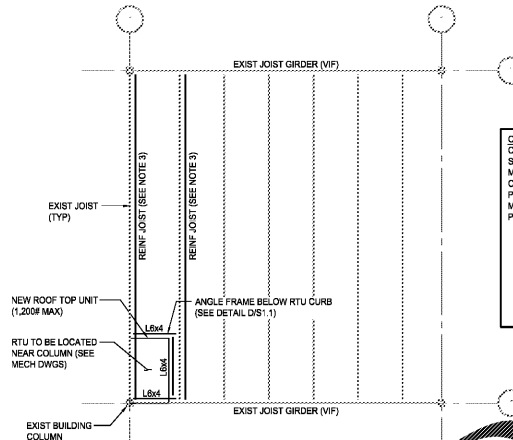 EXIST JOIST GIRDER (VIF)
REINF JOIST (SEE NOTE 3)
REINF JOIST (SEE NOTE 3)
EXIST JOIST
(TYP)
NEW ROOF TOP UNIT
(1,200# MAX)
ANGLE FRAME BELOW RTU CURB
(SEE DETAIL D/S1.1)
L6x4
RTU TO BE LOCATED
NEAR COLUMN (SEE
MECH DWGS)
L6x4
L6x4
EXIST JOIST GIRDER (VIF)
EXIST BUILDING
COLUMN
C
S
M
C
P
M
P